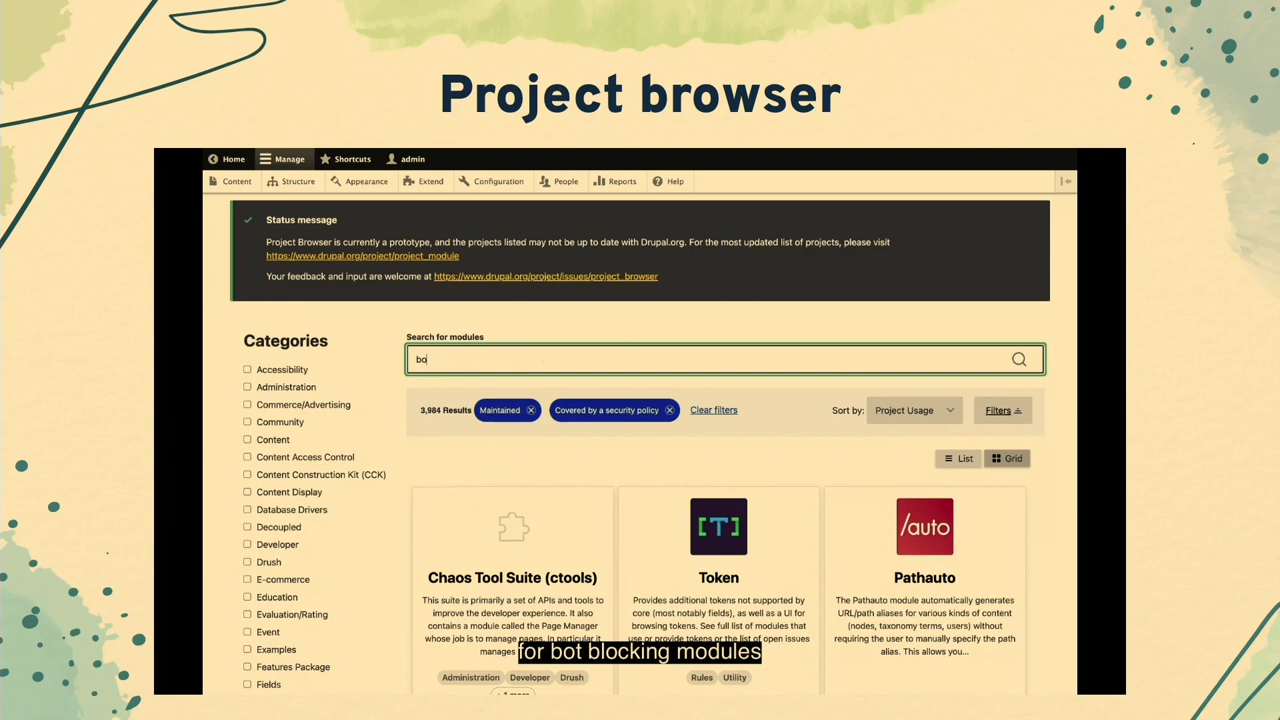 Project browser
Home Manage Shortcuts admin
Content Structure Appearance Extend Configuration People Reports Help
Status message
Project Browser is currently a prototype, and the projects listed may not be up to date with Drupal.org. For the most updated list of projects, please visit
https://www.drupal.org/project/project_module
Your feedback and input are welcome at https://www.drupal.org/project/issues/project_browser
Categories
Accessibility
Administration
Commerce/Advertising
Community
Content
Content Access Control
Content Construction Kit (CCK)
Content Display
Database Drivers
Decoupled
Developer
Drush
E-commerce
Education
Evaluation/Rating
Event
Examples
Features Package
Fields
Search for modules
bo
3,984 Results Maintained Covered by a security policy Clear filters
Sort by: Project Usage Filters
List Grid
Chaos Tool Suite (ctools)
This suite is primarily a set of APIs and tools to
improve the developer experience. It also
contains a module called the Page Manager
whose job is to manage pages. In particular it
manages
Administration Developer Drush
[T]
Token
Provides additional tokens not supported by
core (most notably fields), as well as a UI for
browsing tokens. See full list of modules that
use or provide tokens or the list of open issues
Rules Utility
/auto
Pathauto
The Pathauto module automatically generates
URL/path aliases for various kinds of content
(nodes, taxonomy terms, users) without
requiring the user to manually specify the path
alias. This allows you...
for bot blocking modules